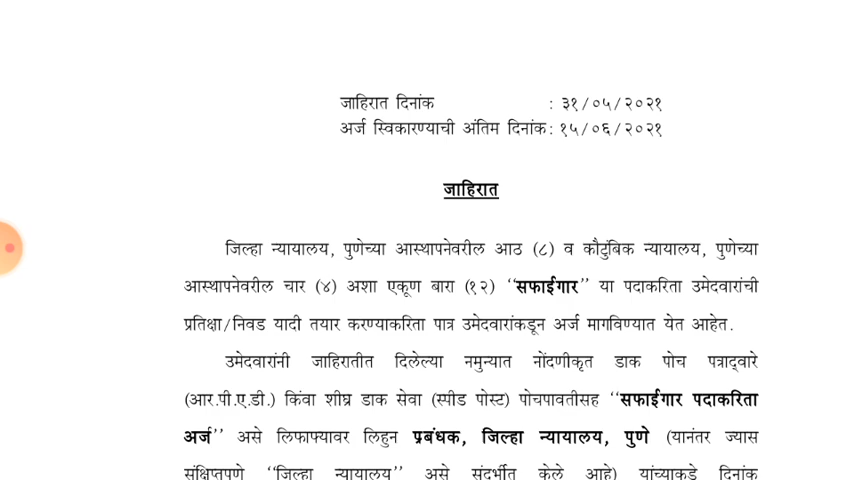 जाहिरात दिनांक : ३१/०५/२०२१
अर्ज स्विकारण्याची अंतिम दिनांक: १५/०६/२०२१
जाहिरात
जिल्हा न्यायालय, पुणेच्या आस्थापनेवरील आठ (८) व कौटुंबिक न्यायालय, पुणेच्या
आस्थापनेवरील चार (४) अशा एकूण बारा (१२) “सफाईगार” या पदाकरिता उमेदवारांची
प्रतिक्षा/निवड यादी तयार करण्याकरिता पात्र उमेदवारांकडून अर्ज मागविण्यात येत आहेत.
उमेदवारांनी जाहिरातीत दिलेल्या नमुन्यात नोंदणीकृत डाक पोच पत्राद्वारे
(आर.पी.ए.डी.) किंवा शीघ्र डाक सेवा (स्पीड पोस्ट) पोचपावतीसह “सफाईगार पदाकरिता
अर्ज” असे लिफाफ्यावर लिहुन प्रबंधक, जिल्हा न्यायालय, पुणे (यानंतर ज्यास
संक्षिप्तपणे “जिल्हा न्यायालय” असे संदर्भीत केले आहे) यांच्याकडे दिनांक